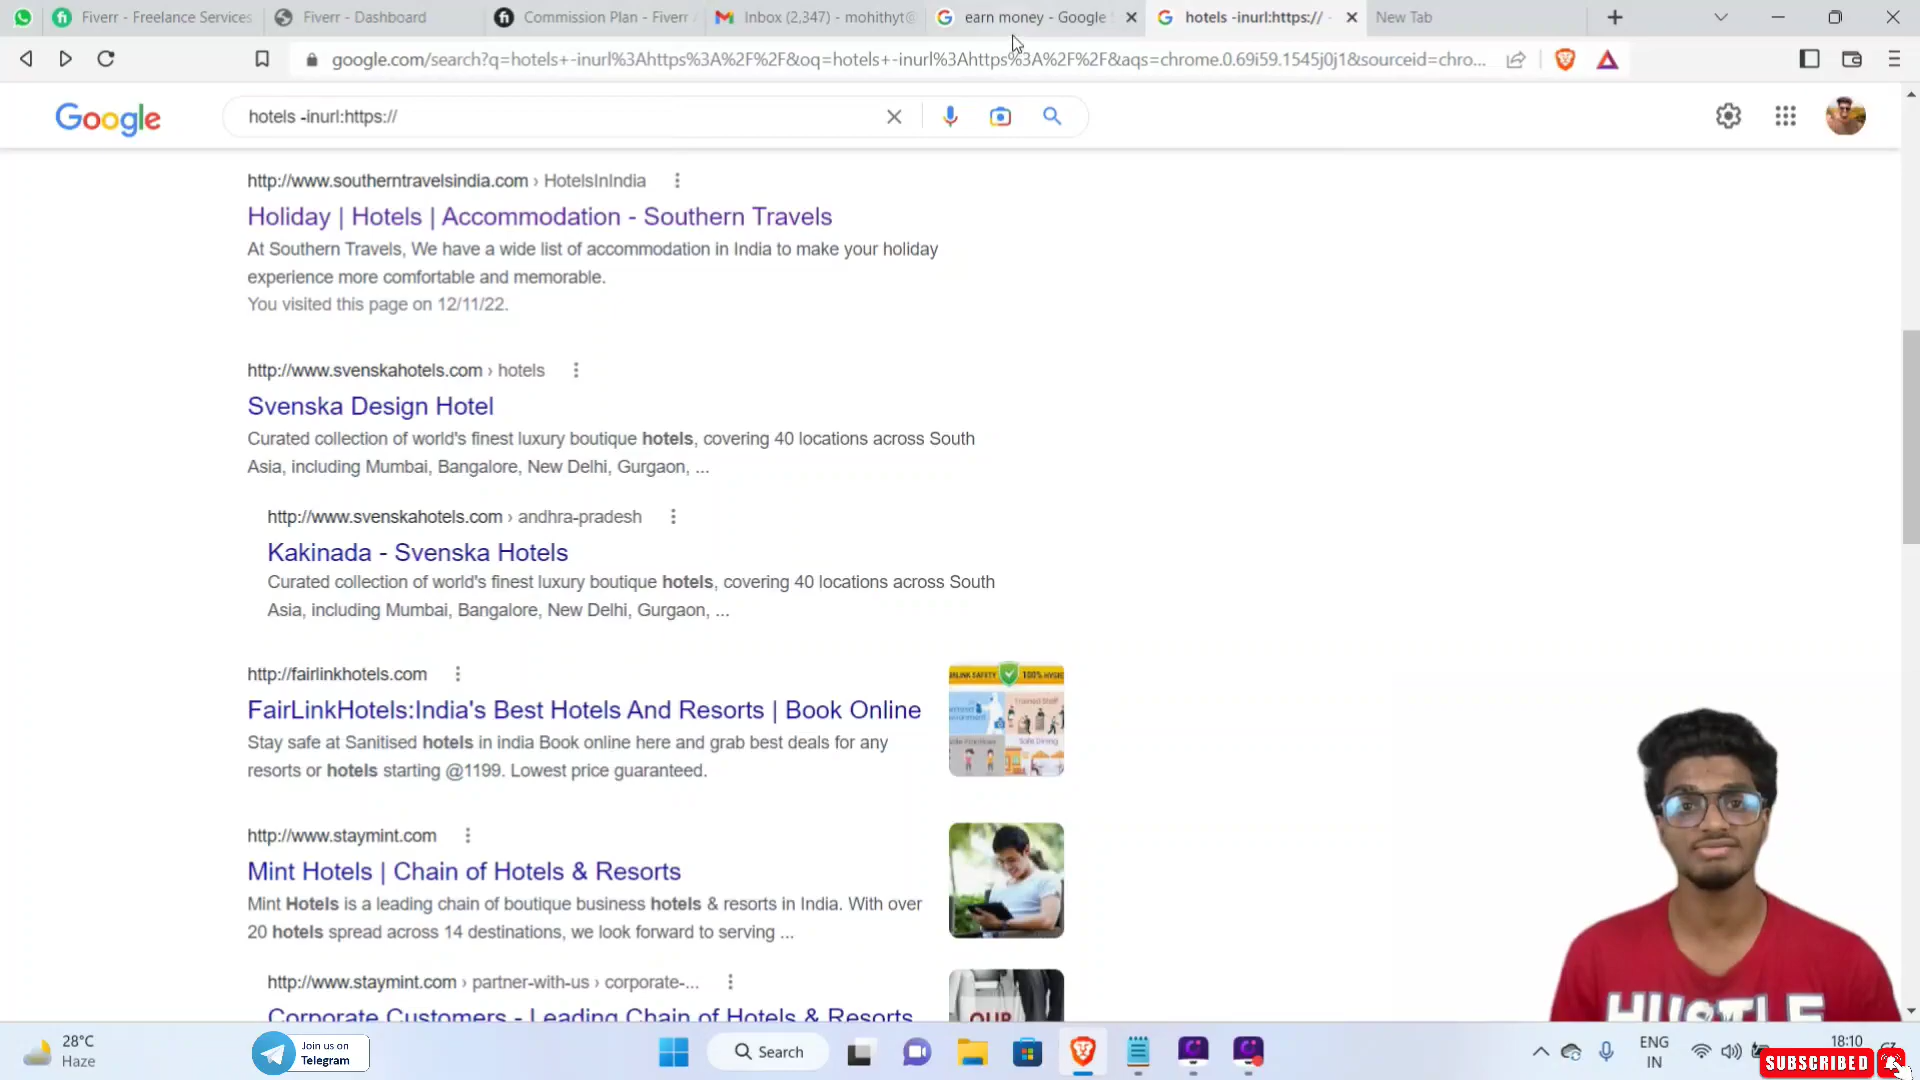 Fiverr - Freelance Services
Fiverr - Dashboard
Commission Plan - Fiverr
Inbox (2,347) - mohithyt@
earn money - Google
hotels -inurl:https:// -
New Tab
google.com/search?q=hotels+-inurl%3Ahttps%3A%2F%2F&oq=hotels+-inurl%3Ahttps%3A%2F%2F&aqs=chrome.0.69i59.1545j0j1&sourceid=chro...
Google
hotels -inurl:https://
http://www.southerntravelsindia.com › HotelsInIndia
Holiday | Hotels | Accommodation - Southern Travels
At Southern Travels, We have a wide list of accommodation in India to make your holiday
experience more comfortable and memorable.
You visited this page on 12/11/22.
http://www.svenskahotels.com › hotels
Svenska Design Hotel
Curated collection of world's finest luxury boutique hotels, covering 40 locations across South
Asia, including Mumbai, Bangalore, New Delhi, Gurgaon, ...
http://www.svenskahotels.com › andhra-pradesh
Kakinada - Svenska Hotels
Curated collection of world's finest luxury boutique hotels, covering 40 locations across South
Asia, including Mumbai, Bangalore, New Delhi, Gurgaon, ...
http://fairlinkhotels.com
FairLinkHotels:India's Best Hotels And Resorts | Book Online
Stay safe at Sanitised hotels in india Book online here and grab best deals for any
resorts or hotels starting @1199. Lowest price guaranteed.
SAFETY 100%
Trained Staff
Safe Dining
http://www.staymint.com
Mint Hotels | Chain of Hotels & Resorts
Mint Hotels is a leading chain of boutique business hotels & resorts in India. With over
20 hotels spread across 14 destinations, we look forward to serving ...
http://www.staymint.com › partner-with-us › corporate-...
Corporate Customers - Leading Chain of Hotels & Resorts
OUR
HUSTLE
28°C
Haze
Join us on
Telegram
Search
ENG
IN
18:10
SUBSCRIBED